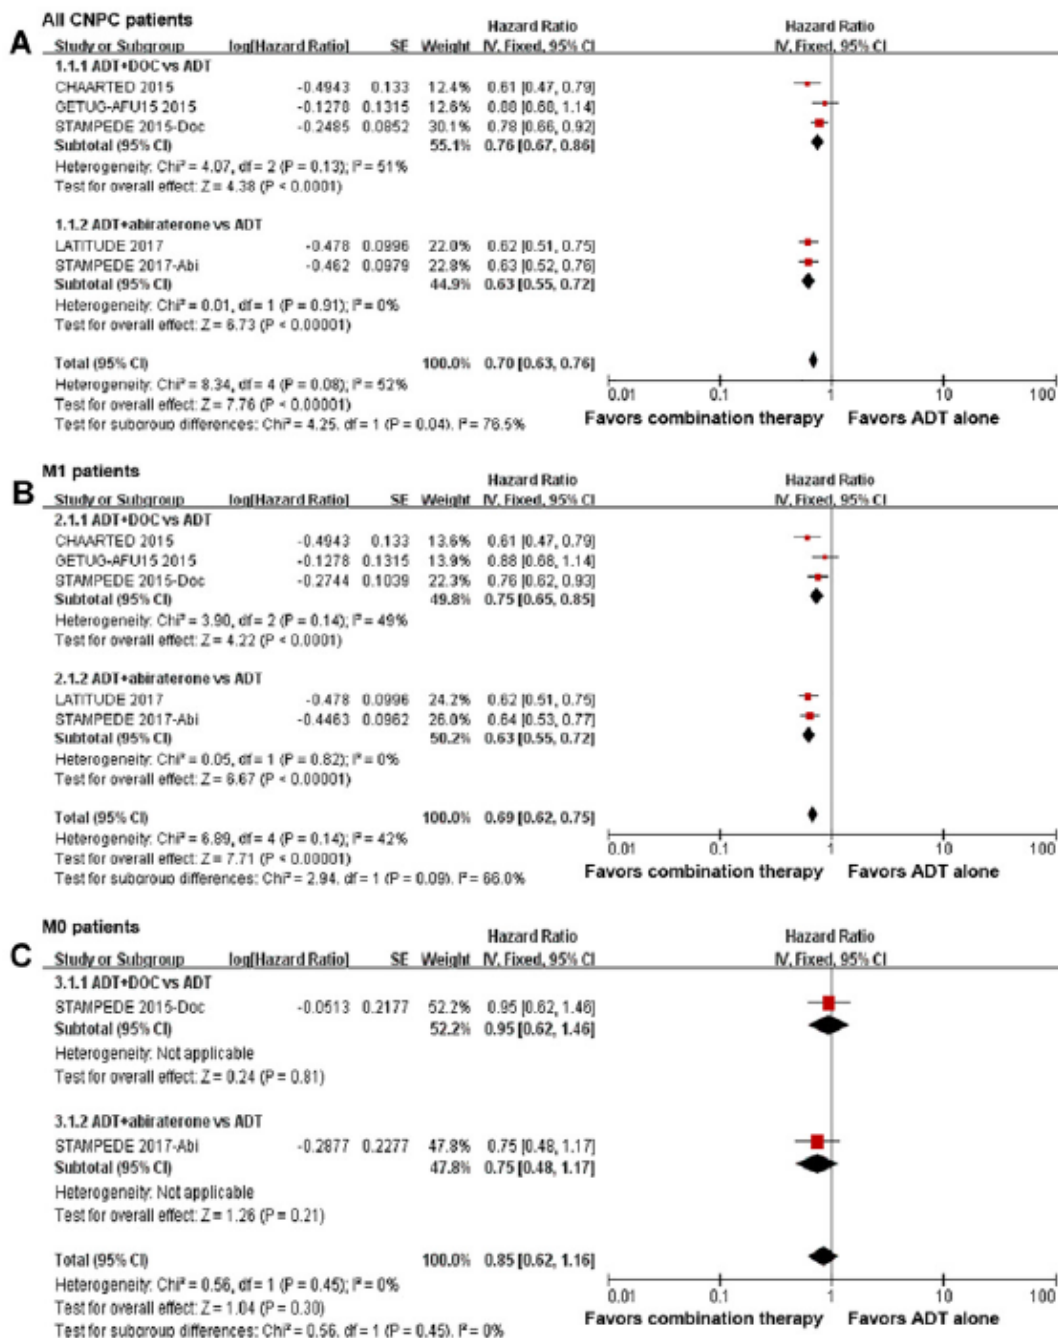 All CNPC patients
A
Hazard Ratio Hazard Ratio
Study or Subgroup log[Hazard Ratio] SE Weight IV, Fixed, 95% CI IV, Fixed, 95% CI
1.1.1 ADT+DOC vs ADT
CHAARTED 2015 -0.4943 0.133 12.4% 0.61 [0.47, 0.79]
GETUG-AFU15 2015 -0.1278 0.1315 12.6% 0.88 [0.68, 1.14]
STAMPEDE 2015-Doc -0.2485 0.0852 30.1% 0.78 [0.66, 0.92]
Subtotal (95% CI) 55.1% 0.76 [0.67, 0.86]
Heterogeneity: Chi² = 4.07, df = 2 (P = 0.13); I² = 51%
Test for overall effect: Z = 4.38 (P < 0.0001)
1.1.2 ADT+abiraterone vs ADT
LATITUDE 2017 -0.478 0.0996 22.0% 0.62 [0.51, 0.75]
STAMPEDE 2017-Abi -0.462 0.0979 22.8% 0.63 [0.52, 0.76]
Subtotal (95% CI) 44.9% 0.63 [0.55, 0.72]
Heterogeneity: Chi² = 0.01, df = 1 (P = 0.91); I² = 0%
Test for overall effect: Z = 6.73 (P < 0.00001)
Total (95% CI) 100.0% 0.70 [0.63, 0.76]
Heterogeneity: Chi² = 8.34, df = 4 (P = 0.08); I² = 52%
Test for overall effect: Z = 7.76 (P < 0.00001)
Test for subgroup differences: Chi² = 4.25, df = 1 (P = 0.04), I² = 76.5%
0.01 0.1 1 10 100
Favors combination therapy Favors ADT alone
M1 patients
B
Hazard Ratio Hazard Ratio
Study or Subgroup log[Hazard Ratio] SE Weight IV, Fixed, 95% CI IV, Fixed, 95% CI
2.1.1 ADT+DOC vs ADT
CHAARTED 2015 -0.4943 0.133 13.6% 0.61 [0.47, 0.79]
GETUG-AFU15 2015 -0.1278 0.1315 13.9% 0.88 [0.68, 1.14]
STAMPEDE 2015-Doc -0.2744 0.1039 22.3% 0.76 [0.62, 0.93]
Subtotal (95% CI) 49.8% 0.75 [0.65, 0.85]
Heterogeneity: Chi² = 3.90, df = 2 (P = 0.14); I² = 49%
Test for overall effect: Z = 4.22 (P < 0.0001)
2.1.2 ADT+abiraterone vs ADT
LATITUDE 2017 -0.478 0.0996 24.2% 0.62 [0.51, 0.75]
STAMPEDE 2017-Abi -0.4463 0.0962 26.0% 0.64 [0.53, 0.77]
Subtotal (95% CI) 50.2% 0.63 [0.55, 0.72]
Heterogeneity: Chi² = 0.05, df = 1 (P = 0.82); I² = 0%
Test for overall effect: Z = 6.67 (P < 0.00001)
Total (95% CI) 100.0% 0.69 [0.62, 0.75]
Heterogeneity: Chi² = 6.89, df = 4 (P = 0.14); I² = 42%
Test for overall effect: Z = 7.71 (P < 0.00001)
Test for subgroup differences: Chi² = 2.94, df = 1 (P = 0.09), I² = 66.0%
0.01 0.1 1 10 100
Favors combination therapy Favors ADT alone
M0 patients
C
Hazard Ratio Hazard Ratio
Study or Subgroup log[Hazard Ratio] SE Weight IV, Fixed, 95% CI IV, Fixed, 95% CI
3.1.1 ADT+DOC vs ADT
STAMPEDE 2015-Doc -0.0513 0.2177 52.2% 0.95 [0.62, 1.46]
Subtotal (95% CI) 52.2% 0.95 [0.62, 1.46]
Heterogeneity: Not applicable
Test for overall effect: Z = 0.24 (P = 0.81)
3.1.2 ADT+abiraterone vs ADT
STAMPEDE 2017-Abi -0.2877 0.2277 47.8% 0.75 [0.48, 1.17]
Subtotal (95% CI) 47.8% 0.75 [0.48, 1.17]
Heterogeneity: Not applicable
Test for overall effect: Z = 1.26 (P = 0.21)
Total (95% CI) 100.0% 0.85 [0.62, 1.16]
Heterogeneity: Chi² = 0.56, df = 1 (P = 0.45); I² = 0%
Test for overall effect: Z = 1.04 (P = 0.30)
Test for subgroup differences: Chi² = 0.56, df = 1 (P = 0.45), I² = 0%
0.01 0.1 1 10 100
Favors combination therapy Favors ADT alone